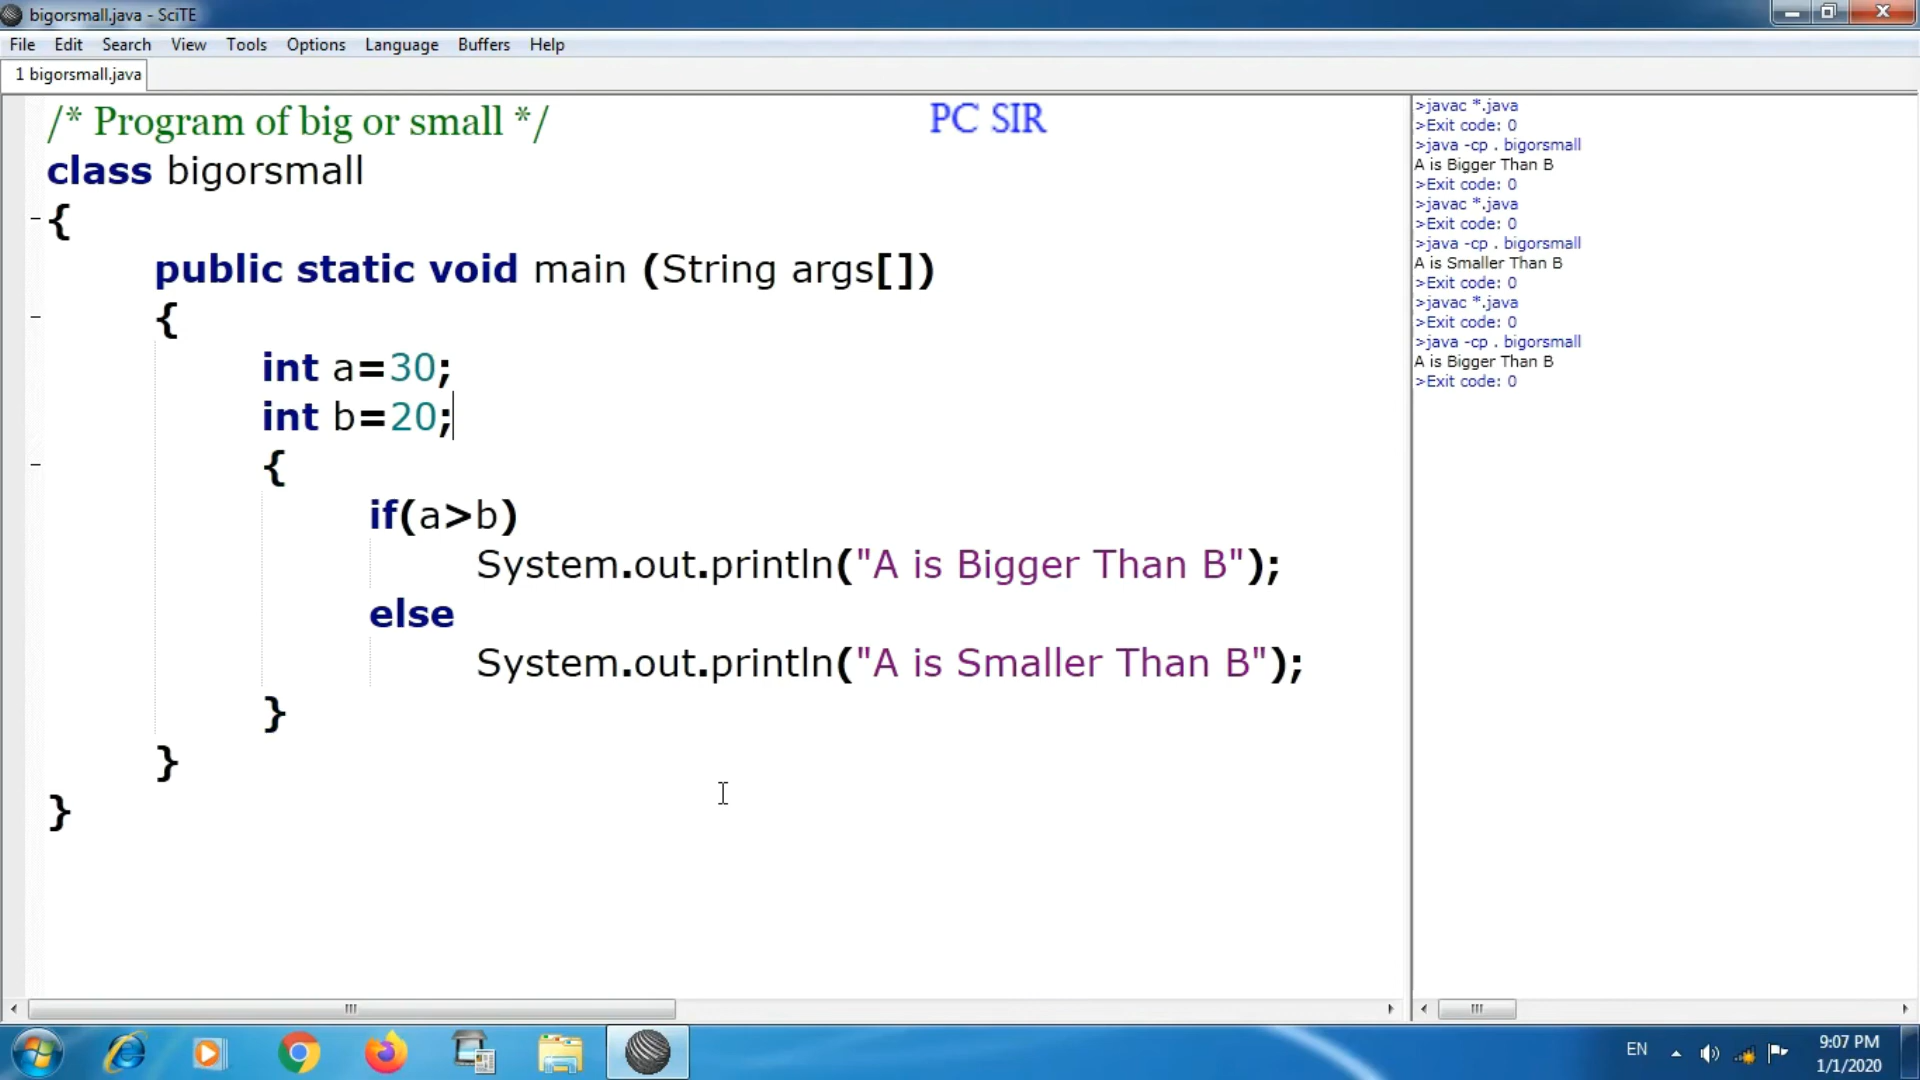 bigorsmall.java - SciTE
File Edit Search View Tools Options Language Buffers Help
1 bigorsmall.java
/* Program of big or small */
PC SIR
class bigorsmall
{
public static void main (String args[])
{
int a=30;
int b=20;
{
if(a>b)
System.out.println("A is Bigger Than B");
else
System.out.println("A is Smaller Than B");
}
}
}
>javac *.java
>Exit code: 0
>java -cp . bigorsmall
A is Bigger Than B
>Exit code: 0
>javac *.java
>Exit code: 0
>java -cp . bigorsmall
A is Smaller Than B
>Exit code: 0
>javac *.java
>Exit code: 0
>java -cp . bigorsmall
A is Bigger Than B
>Exit code: 0
EN
9:07 PM
1/1/2020